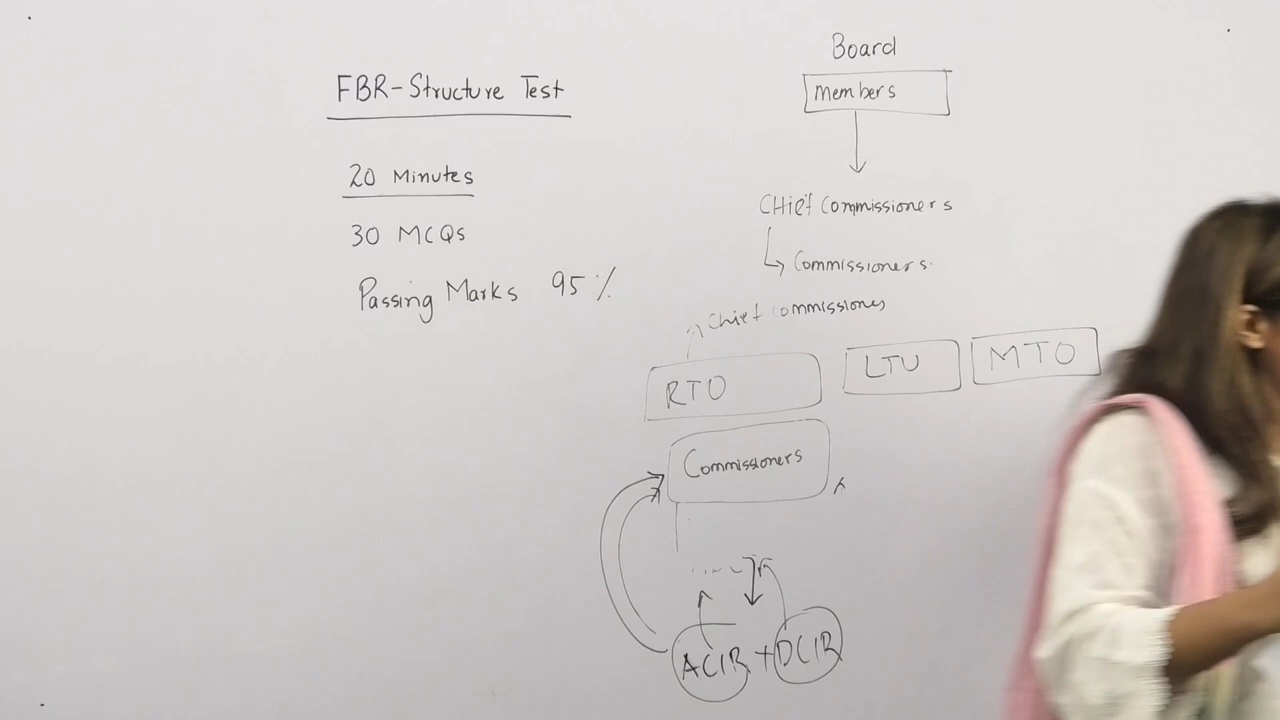 FBR-Structure Test
20 Minutes
30 MCQs
Passing Marks 95%
Board
Members
Chief Commissioners
Commissioners
Chief Commissiones
RTO
LTU
MTO
Commissioners
ACIR + DCIR